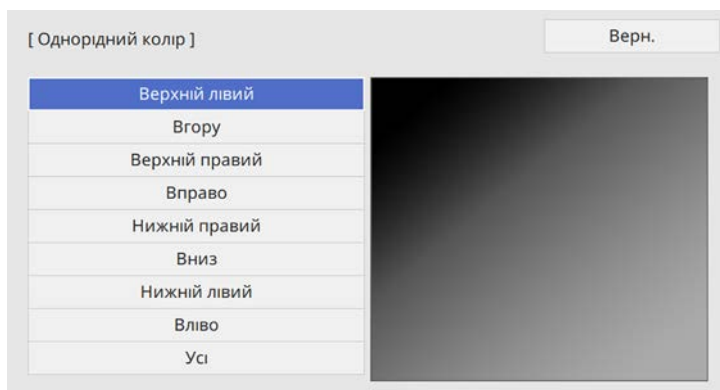 [ Однорідний колір ]
Верн.
Верхній лівий
Вгору
Верхній правий
Вправо
Нижній правий
Вниз
Нижній лівий
Вліво
Усі